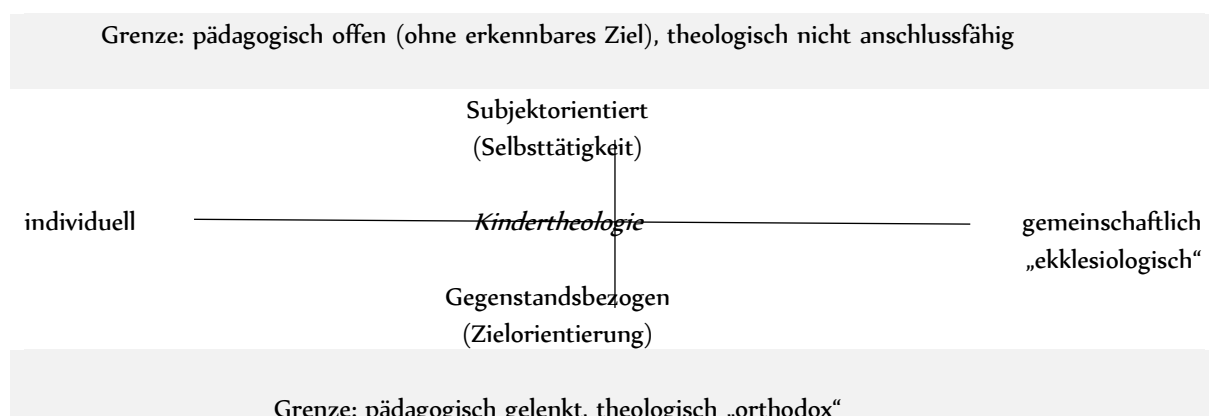 Grenze: pädagogisch offen (ohne erkennbares Ziel), theologisch nicht anschlussfähig
Subjektorientiert
(Selbsttätigkeit)
individuell Kindertheologie gemeinschaftlich
„ekklesiologisch“
Gegenstandsbezogen
(Zielorientierung)
Grenze: pädagogisch gelenkt, theologisch „orthodox“